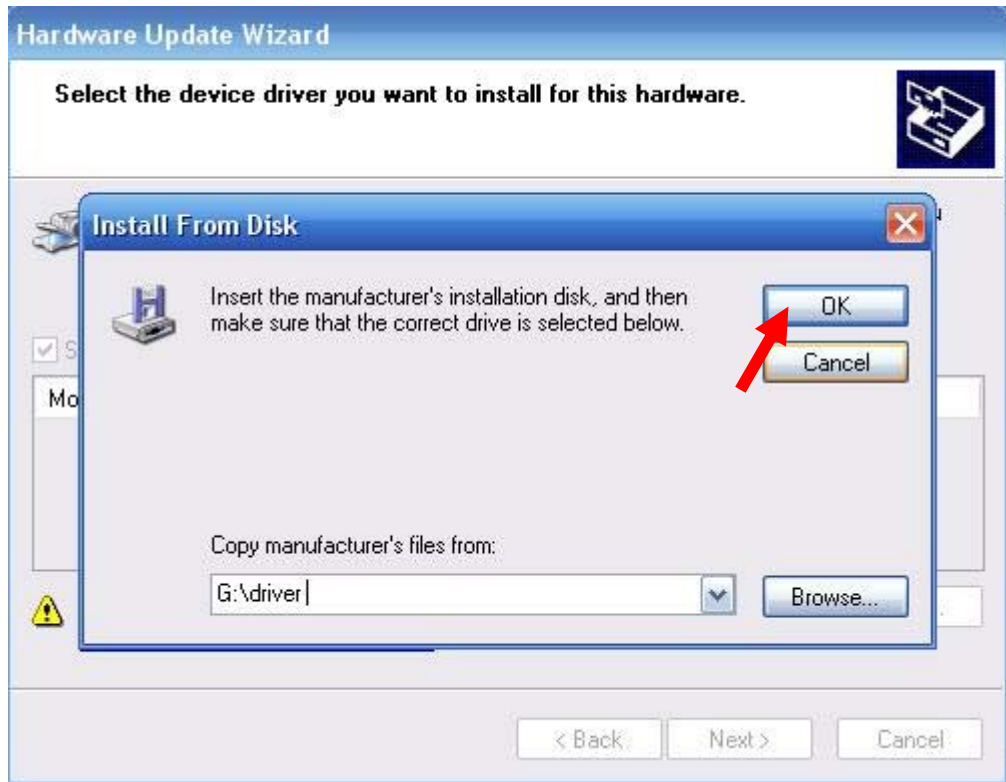 Hardware Update Wizard
Select the device driver you want to install for this hardware.
Install From Disk
Insert the manufacturer's installation disk, and then
make sure that the correct drive is selected below.
OK
Cancel
Mo
Copy manufacturer's files from:
G:\driver
Browse...
< Back
Next >
Cancel